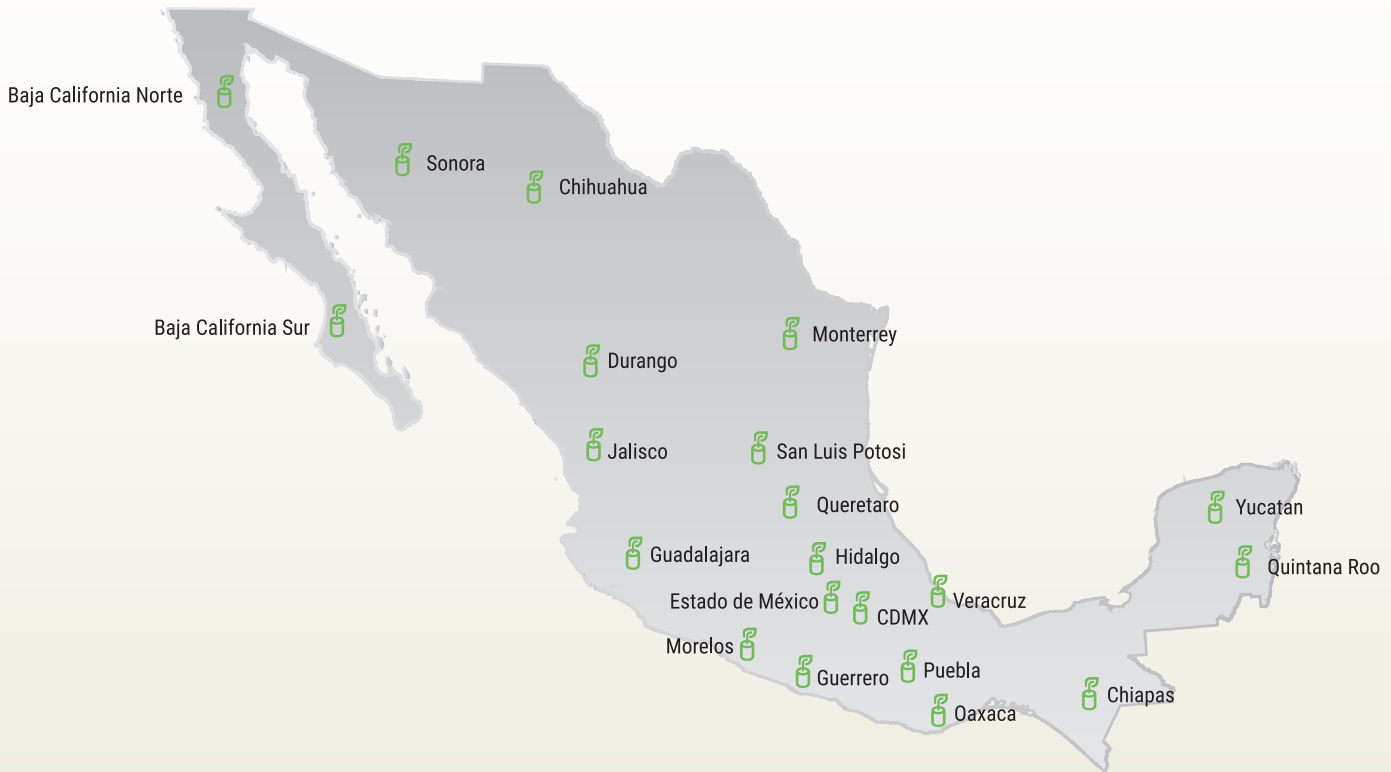 Baja California Norte
Sonora
Chihuahua
Baja California Sur
Monterrey
Durango
Jalisco
San Luis Potosi
Queretaro
Yucatan
Guadalajara
Hidalgo
Quintana Roo
Estado de México
CDMX
Veracruz
Morelos
Guerrero
Puebla
Chiapas
Oaxaca